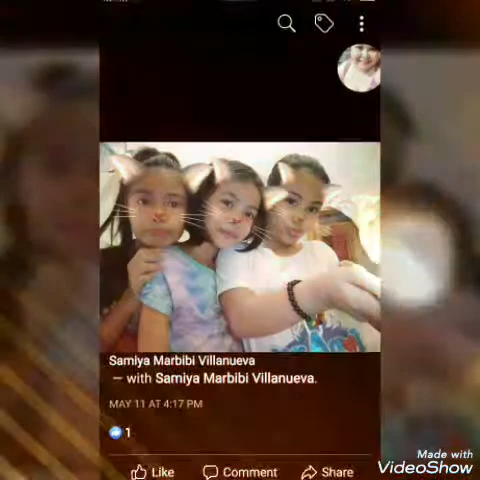 Samiya Marbibi Villanueva
— with Samiya Marbibi Villanueva.
MAY 11 AT 4:17 PM
1
Like Comment Share
Made with
VideoShow